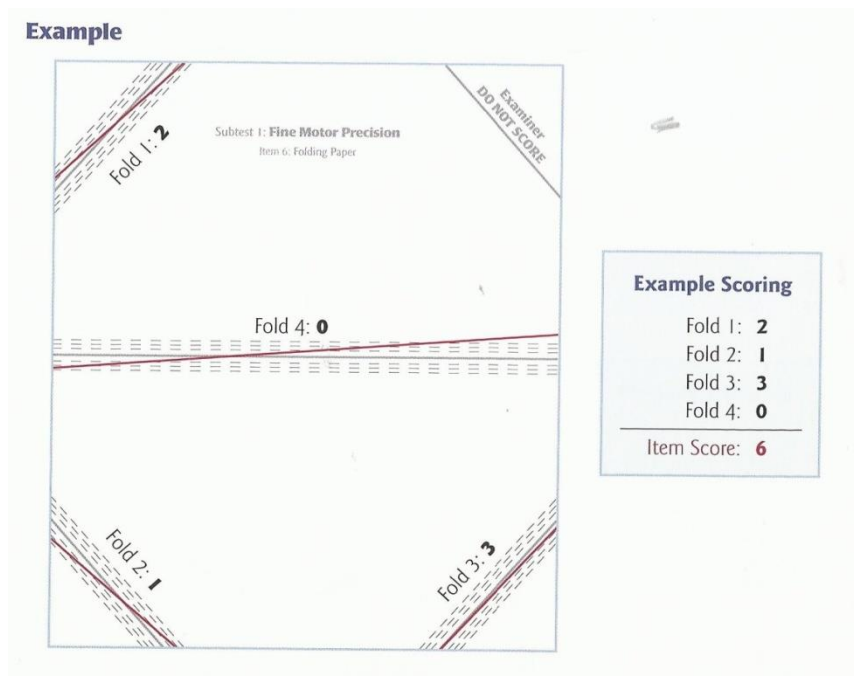 Example
Examiner
DO NOT SCORE
Subtest 1: Fine Motor Precision
Item 6: Folding Paper
Fold 1: 2
Fold 4: 0
Fold 2: 1
Fold 3: 3
Example Scoring
Fold 1: 2
Fold 2: 1
Fold 3: 3
Fold 4: 0
Item Score: 6